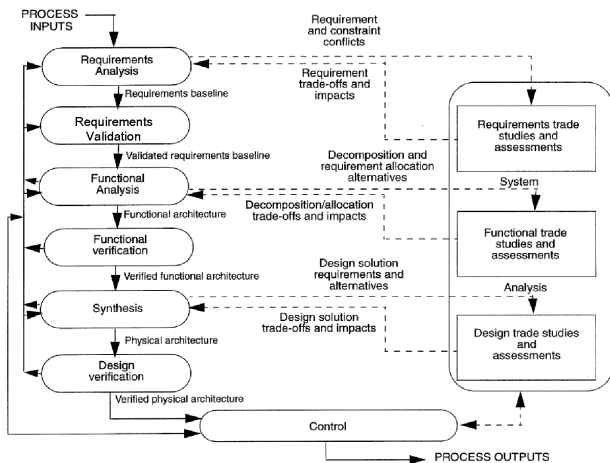 PROCESS
INPUTS
Requirement
and constraint
conflicts
Requirements
Analysis
Requirement
trade-offs and
impacts
Requirements baseline
Requirements
Validation
Requirements trade
studies and
assessments
Validated requirements baseline
Decomposition and
requirement allocation
alternatives
Functional
Analysis
System
Functional architecture
Decomposition/allocation
trade-offs and impacts
Functional
verification
Functional trade
studies and
assessments
Verified functional architecture
Design solution
requirements and
alternatives
Analysis
Synthesis
Design solution
trade-offs and impacts
Physical architecture
Design trade studies
and
assessments
Design
verification
Verified physical architecture
Control
PROCESS OUTPUTS